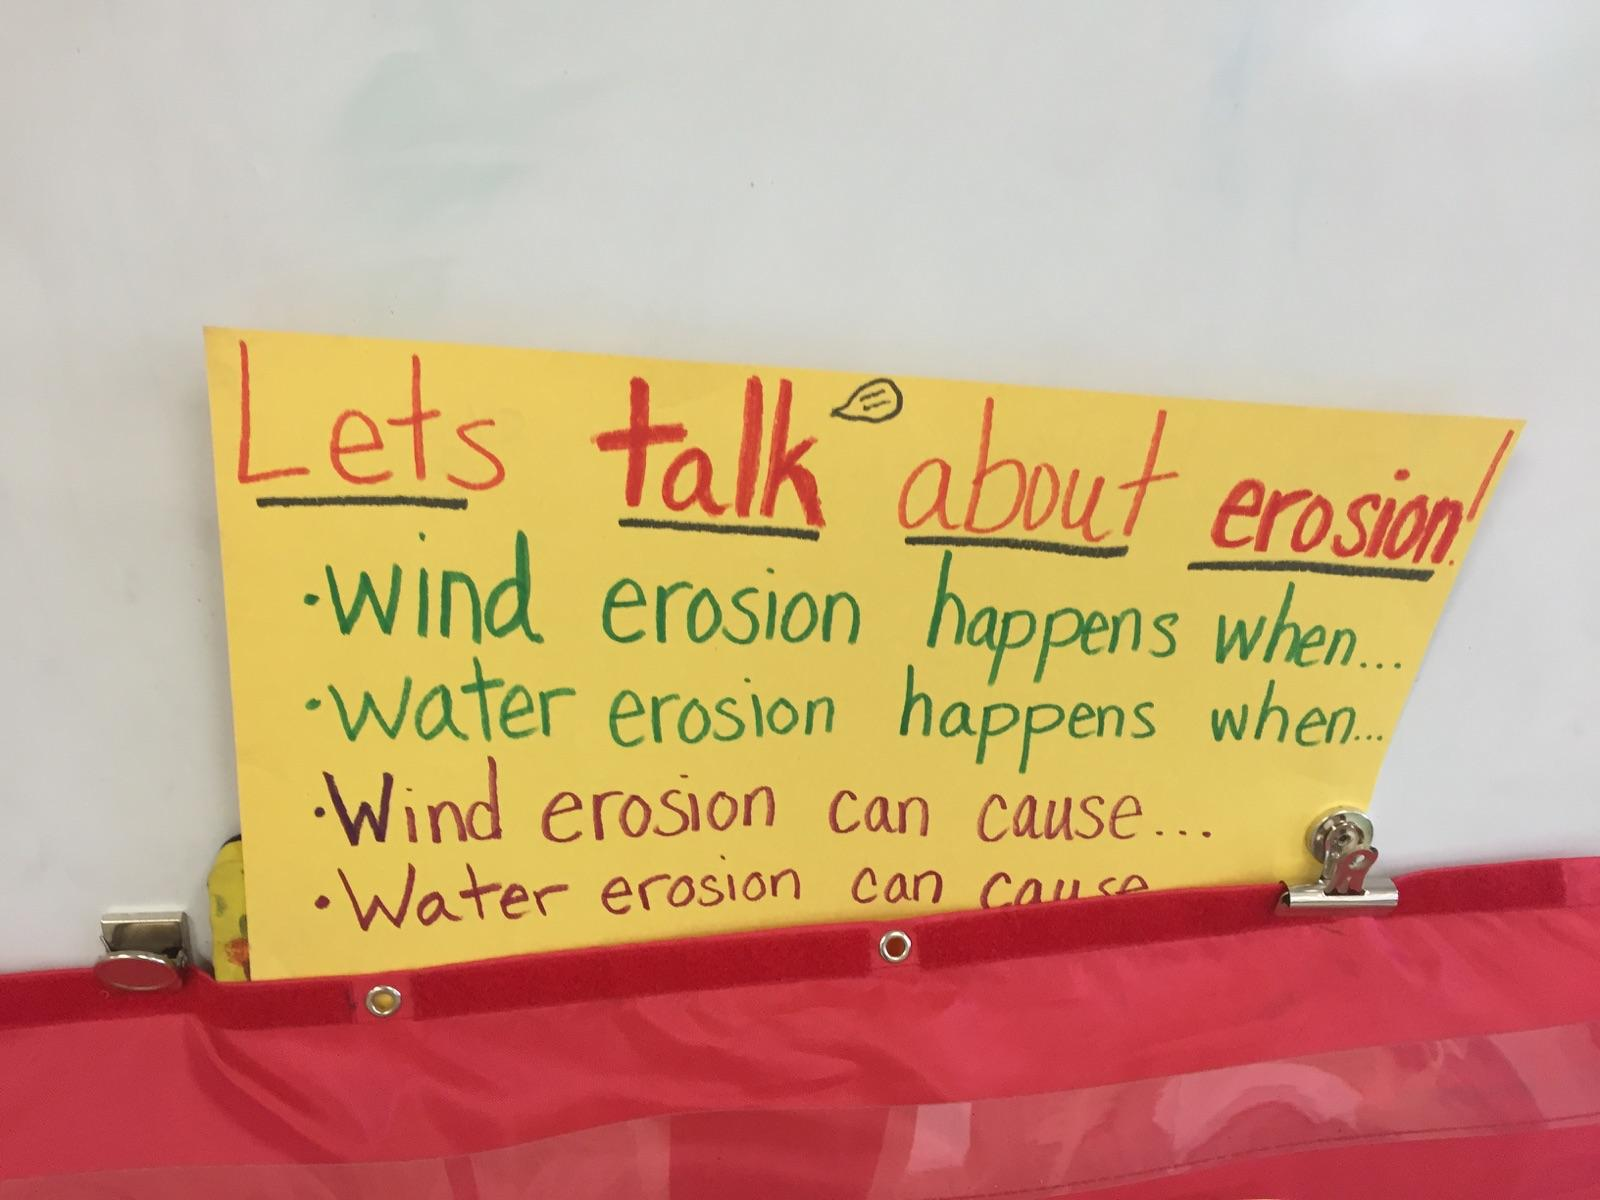 Lets talk about erosion!
• Wind erosion happens when...
• Water erosion happens when...
• Wind erosion can cause...
• Water erosion can cause